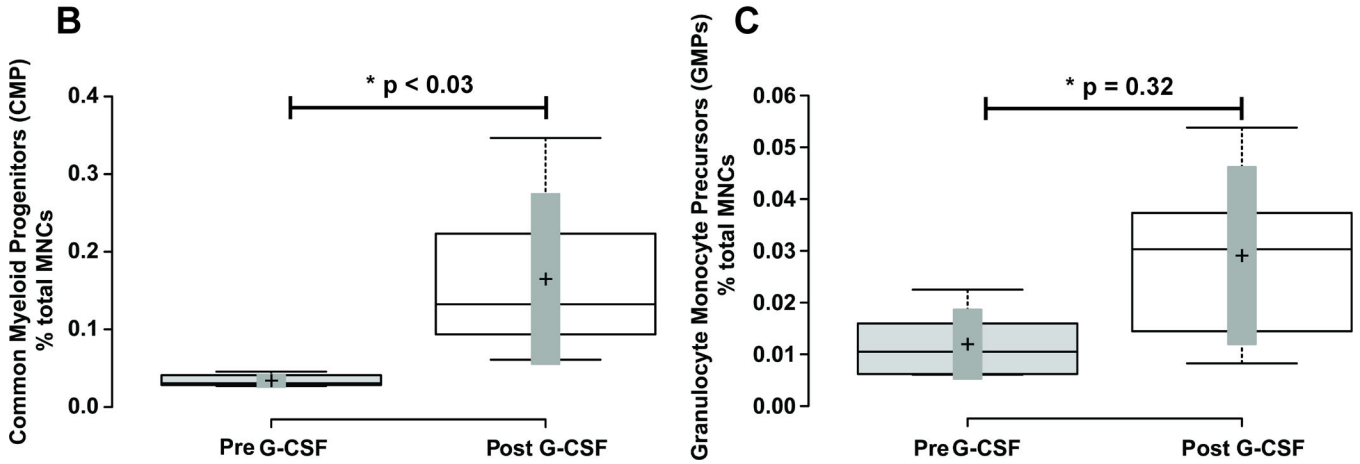 B
Common Myeloid Progenitors (CMP)
% total MNCs
* p < 0.03
0.4
0.3
0.2
0.1
0.0
Pre G-CSF
Post G-CSF
C
Granulocyte Monocyte Precursors (GMPs)
% total MNCs
* p = 0.32
0.06
0.05
0.04
0.03
0.02
0.01
0.00
Pre G-CSF
Post G-CSF